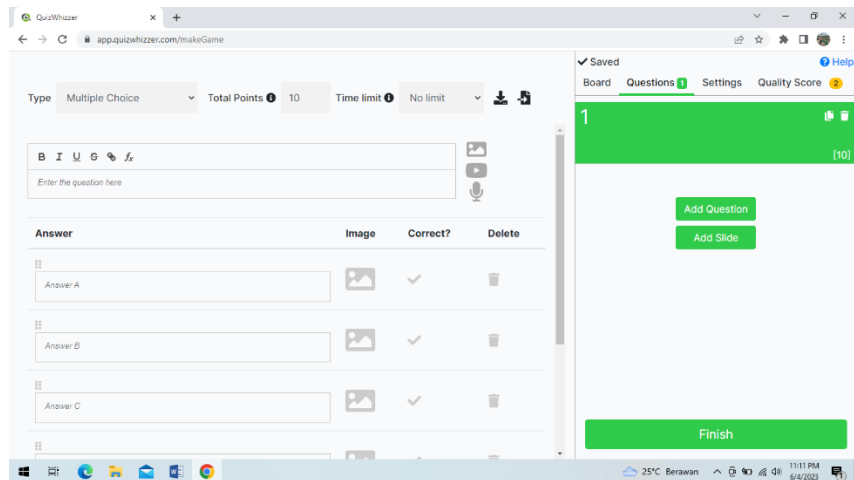 QuizWhizzer
app.quizwhizzer.com/makeGame
Saved
Help
Board Questions 1 Settings Quality Score 2
Type Multiple Choice Total Points 10 Time limit No limit
1
[10]
B I U S fx
Enter the question here
Add Question
Add Slide
Answer Image Correct? Delete
Answer A
Answer B
Answer C
Finish
25°C Berawan
11:11 PM
6/4/2023